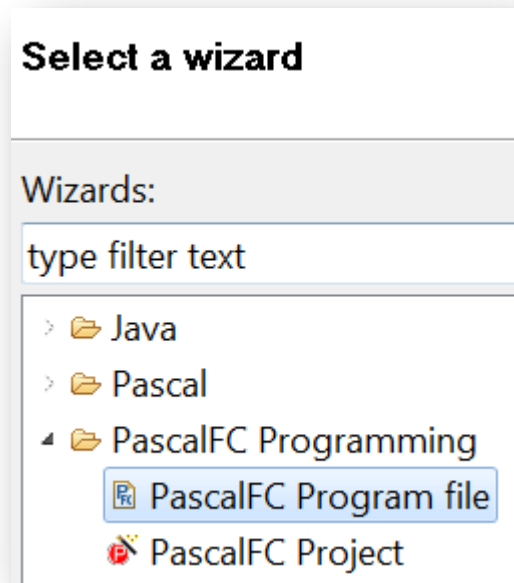 Select a wizard
Wizards:
type filter text
Java
Pascal
PascalFC Programming
PascalFC Program file
PascalFC Project